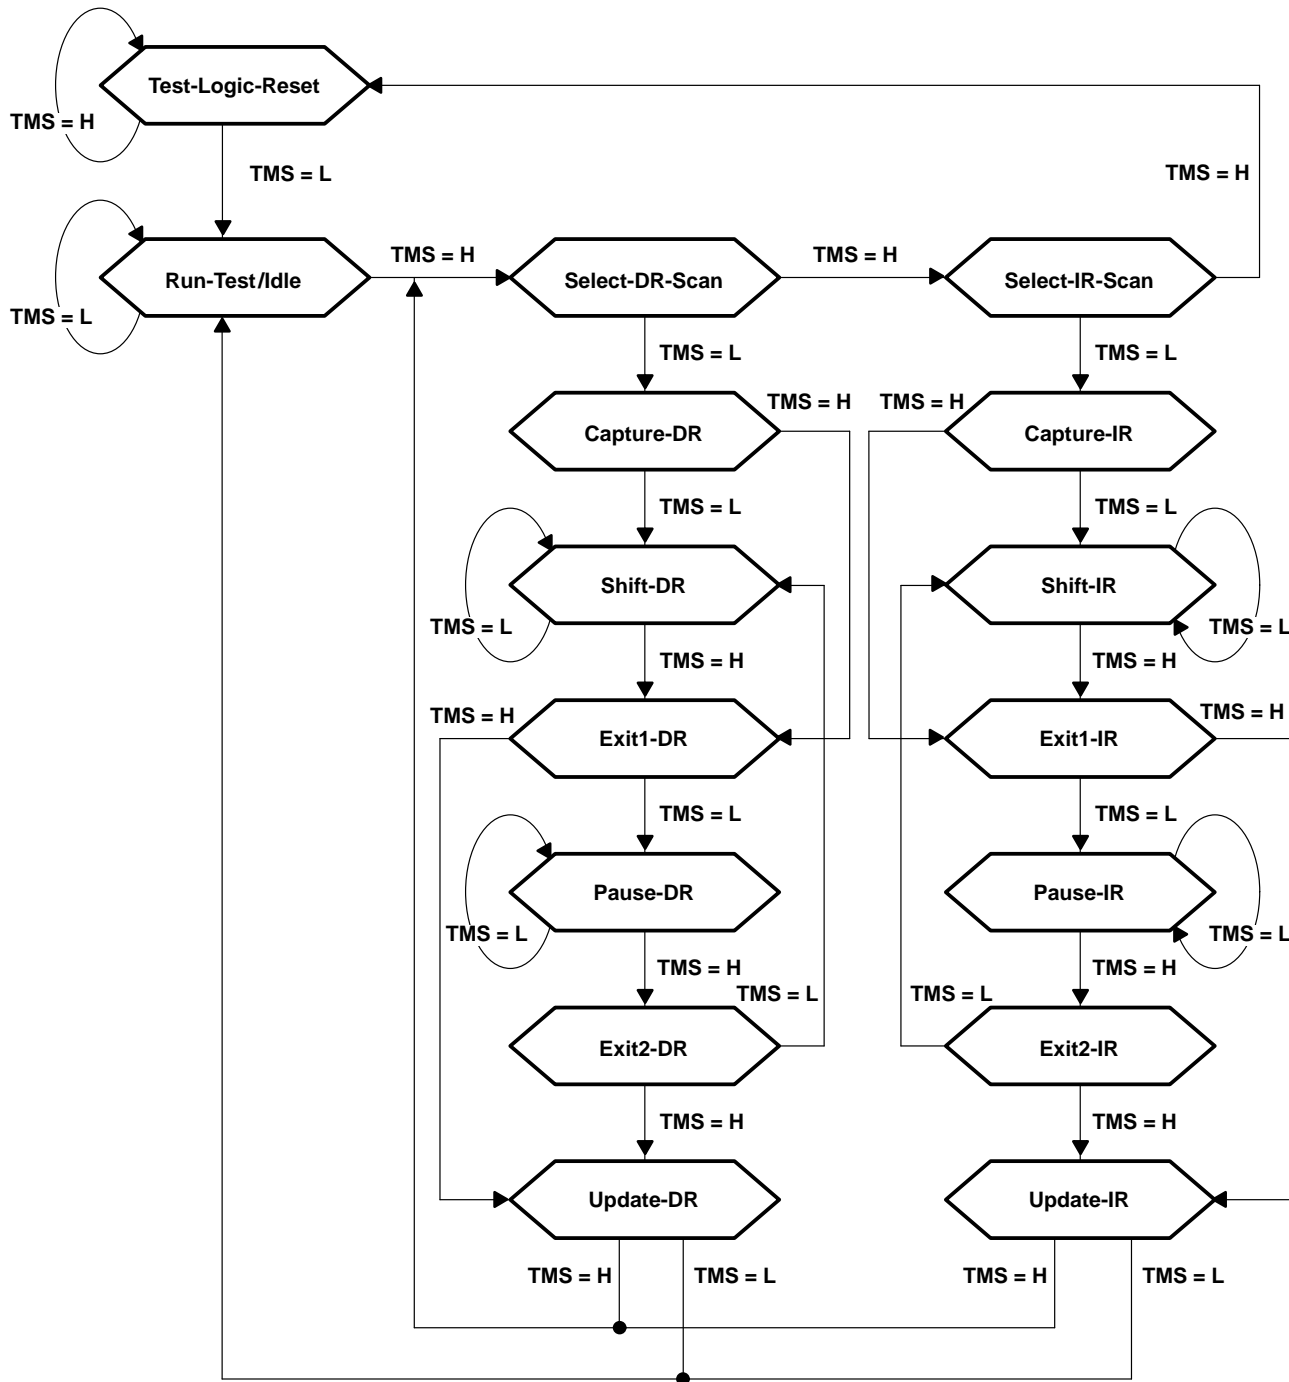 Test-Logic-Reset
TMS = H
TMS = L
TMS = H
Run-Test/Idle
TMS = L
TMS = H
Select-DR-Scan
TMS = H
Select-IR-Scan
TMS = L
TMS = L
Capture-DR
TMS = H
TMS = H
Capture-IR
TMS = L
TMS = L
Shift-DR
TMS = L
Shift-IR
TMS = L
TMS = H
TMS = H
TMS = H
Exit1-DR
Exit1-IR
TMS = H
TMS = L
TMS = L
Pause-DR
TMS = L
Pause-IR
TMS = L
TMS = H
TMS = H
TMS = L
TMS = L
Exit2-DR
Exit2-IR
TMS = H
TMS = H
Update-DR
Update-IR
TMS = H
TMS = L
TMS = H
TMS = L